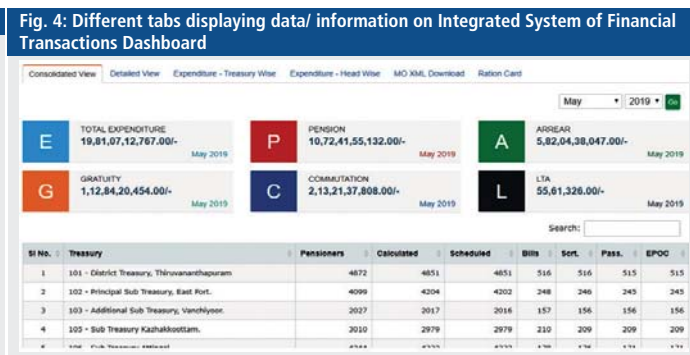 Fig. 4: Different tabs displaying data/ information on Integrated System of Financial
Transactions Dashboard
Consolidated View Detailed View Expenditure - Treasury Wise Expenditure - Head Wise MO XML Download Ration Card
May 2019 Go
E TOTAL EXPENDITURE
19,81,07,12,767.00/-
May 2019
P PENSION
10,72,41,55,132.00/-
May 2019
A ARREAR
5,82,04,38,047.00/-
May 2019
G GRATUITY
1,12,84,20,454.00/-
May 2019
C COMMUTATION
2,13,21,37,808.00/-
May 2019
L LTA
55,61,326.00/-
May 2019
Search:
Sl No. Treasury Pensioners Calculated Scheduled Bills Scrt. Pass. EPOC
1 101 - District Treasury, Thiruvananthapuram 4672 4651 4651 516 516 515 515
2 102 - Principal Sub Treasury, East Fort. 4099 4204 4202 248 246 245 245
3 103 - Additional Sub Treasury, Vanchiyoor. 2027 2017 2016 157 156 156 156
4 105 - Sub Treasury Kazhakkoottam. 3010 2979 2979 210 209 209 209